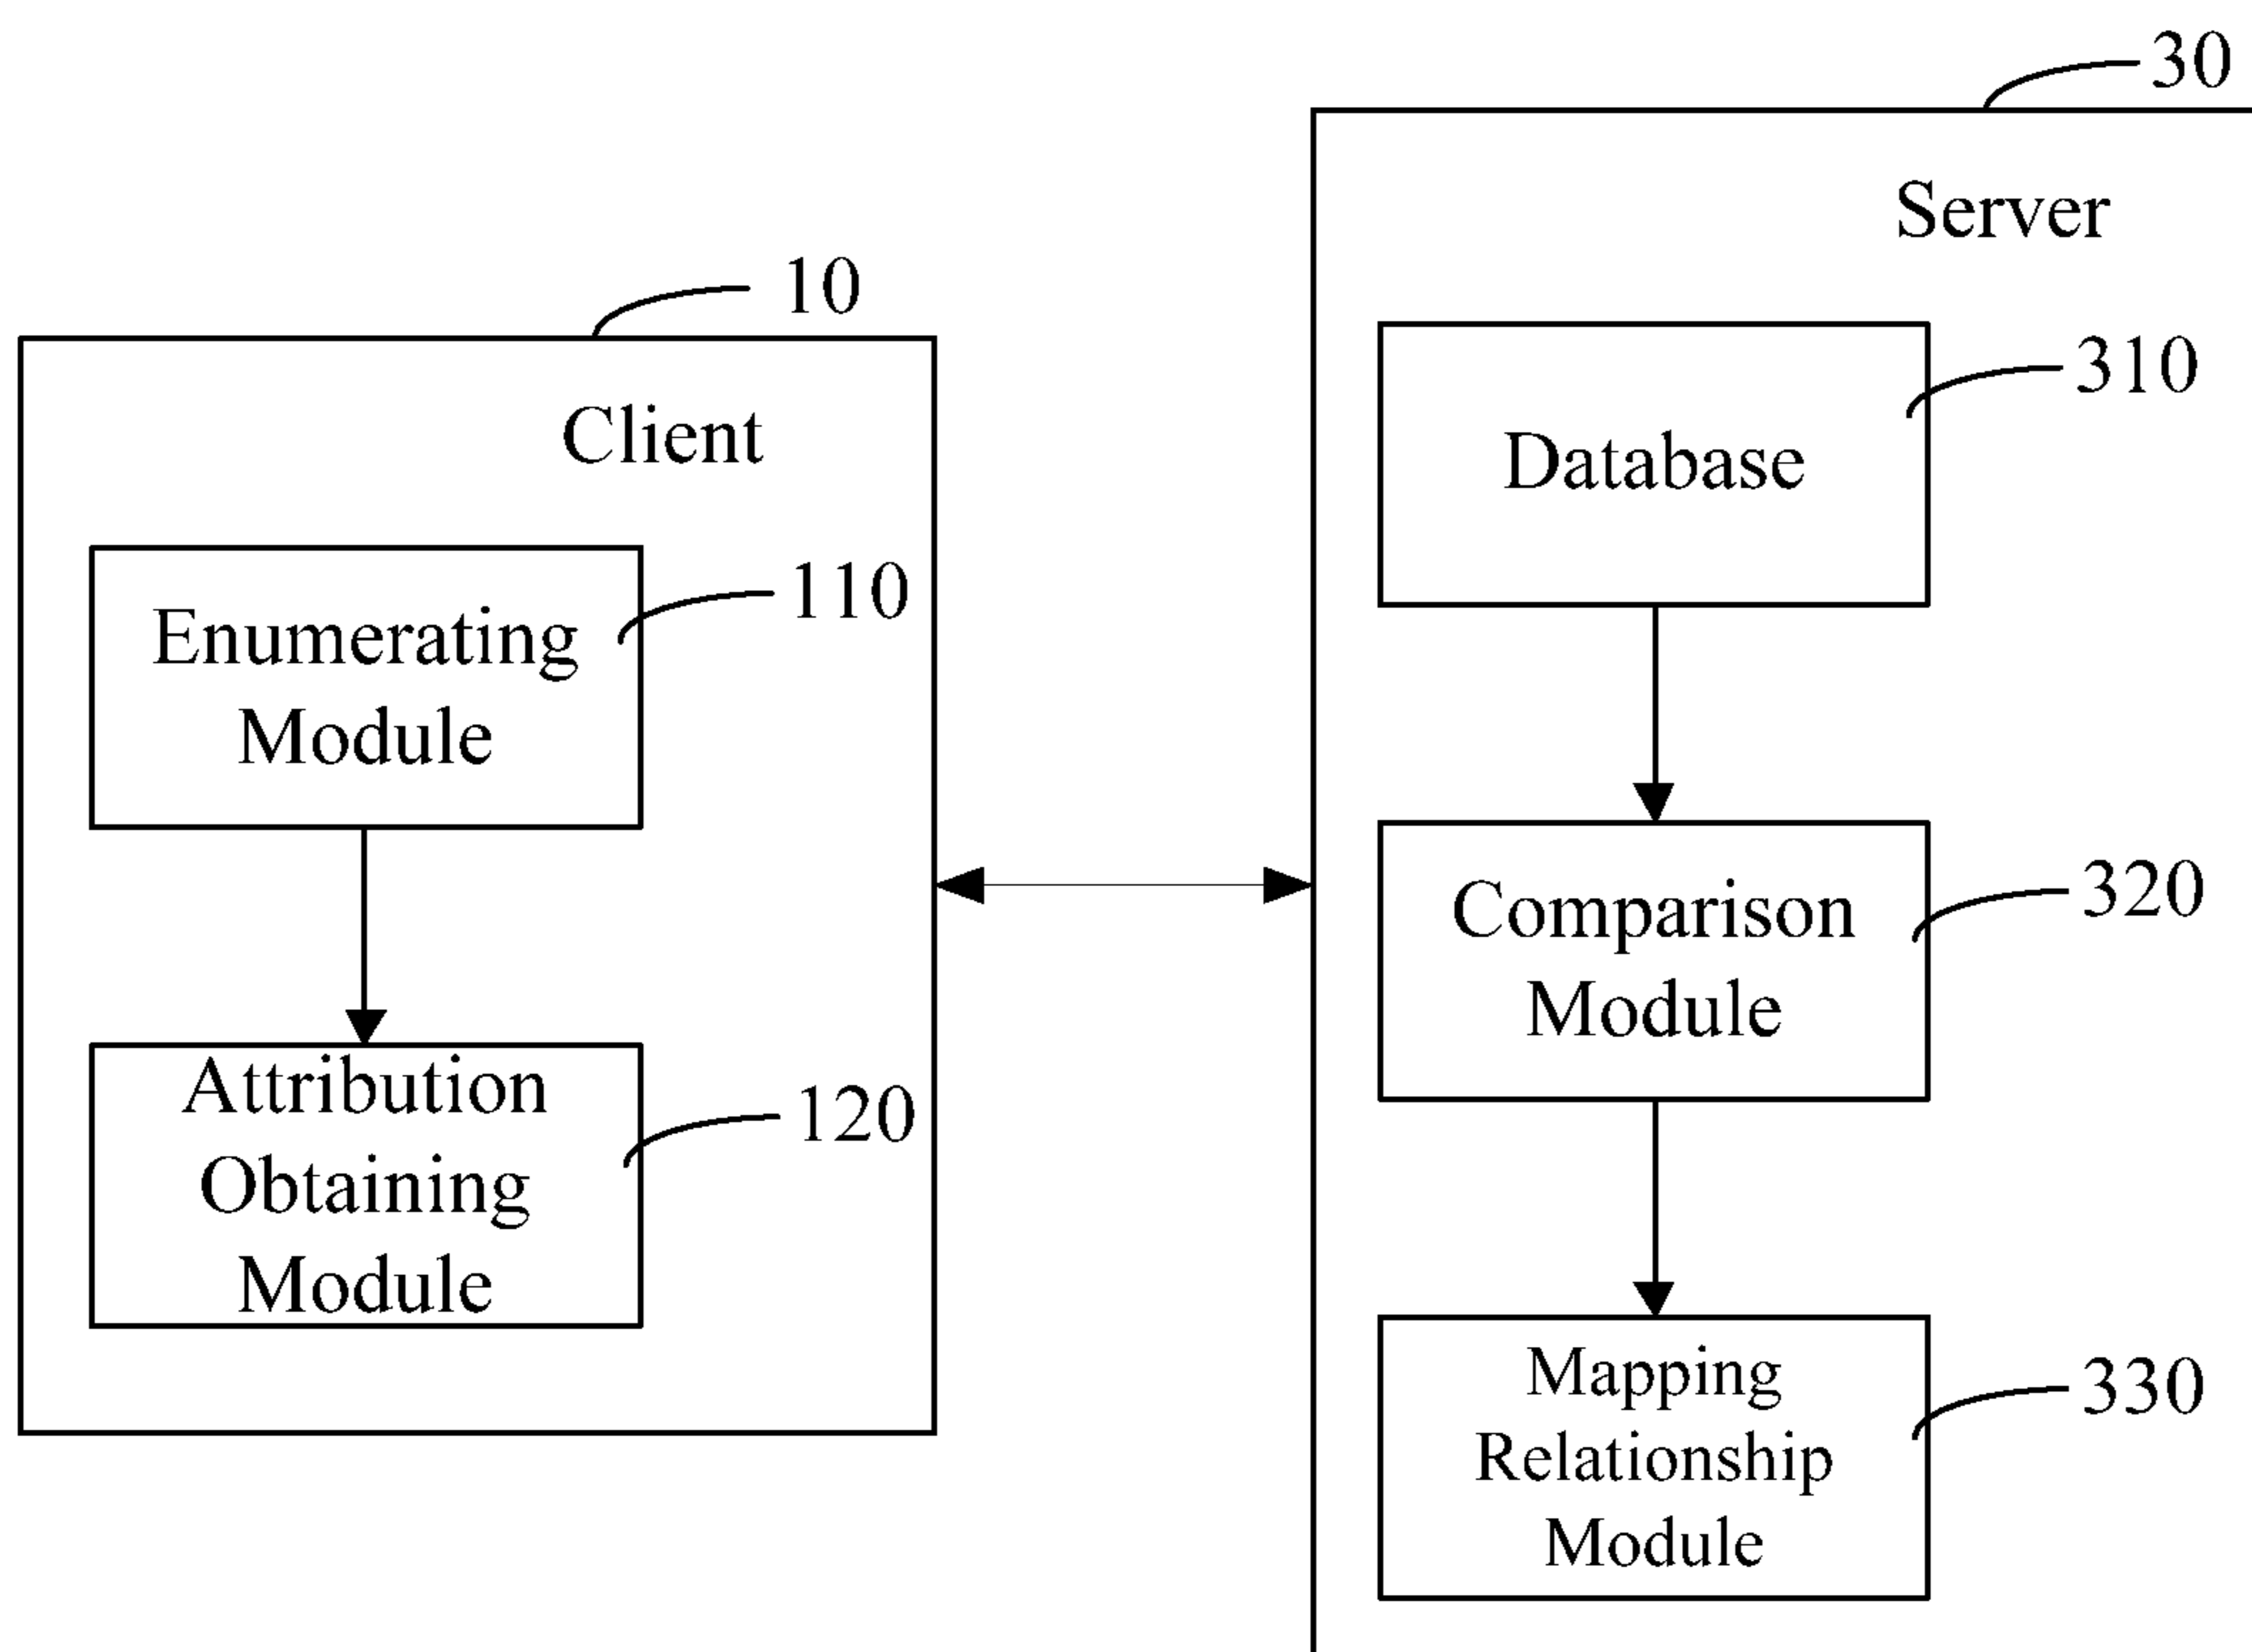 10
Client
Enumerating
Module
110
Attribution
Obtaining
Module
120
30
Server
Database
310
Comparison
Module
320
Mapping
Relationship
Module
330